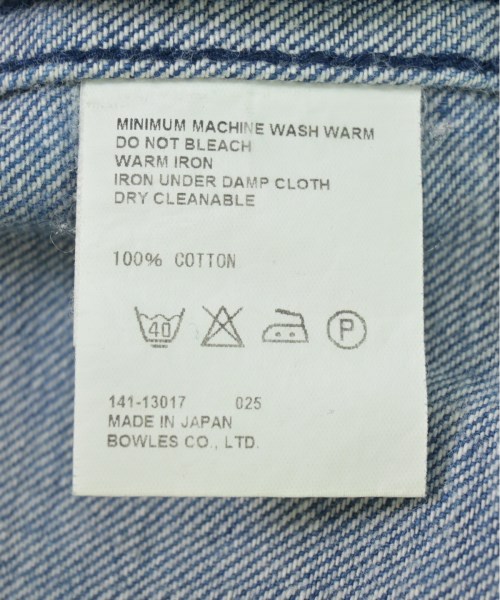 MINIMUM MACHINE WASH WARM
DO NOT BLEACH
WARM IRON
IRON UNDER DAMP CLOTH
DRY CLEANABLE
100% COTTON
40 P
141-13017 025
MADE IN JAPAN
BOWLES CO., LTD.